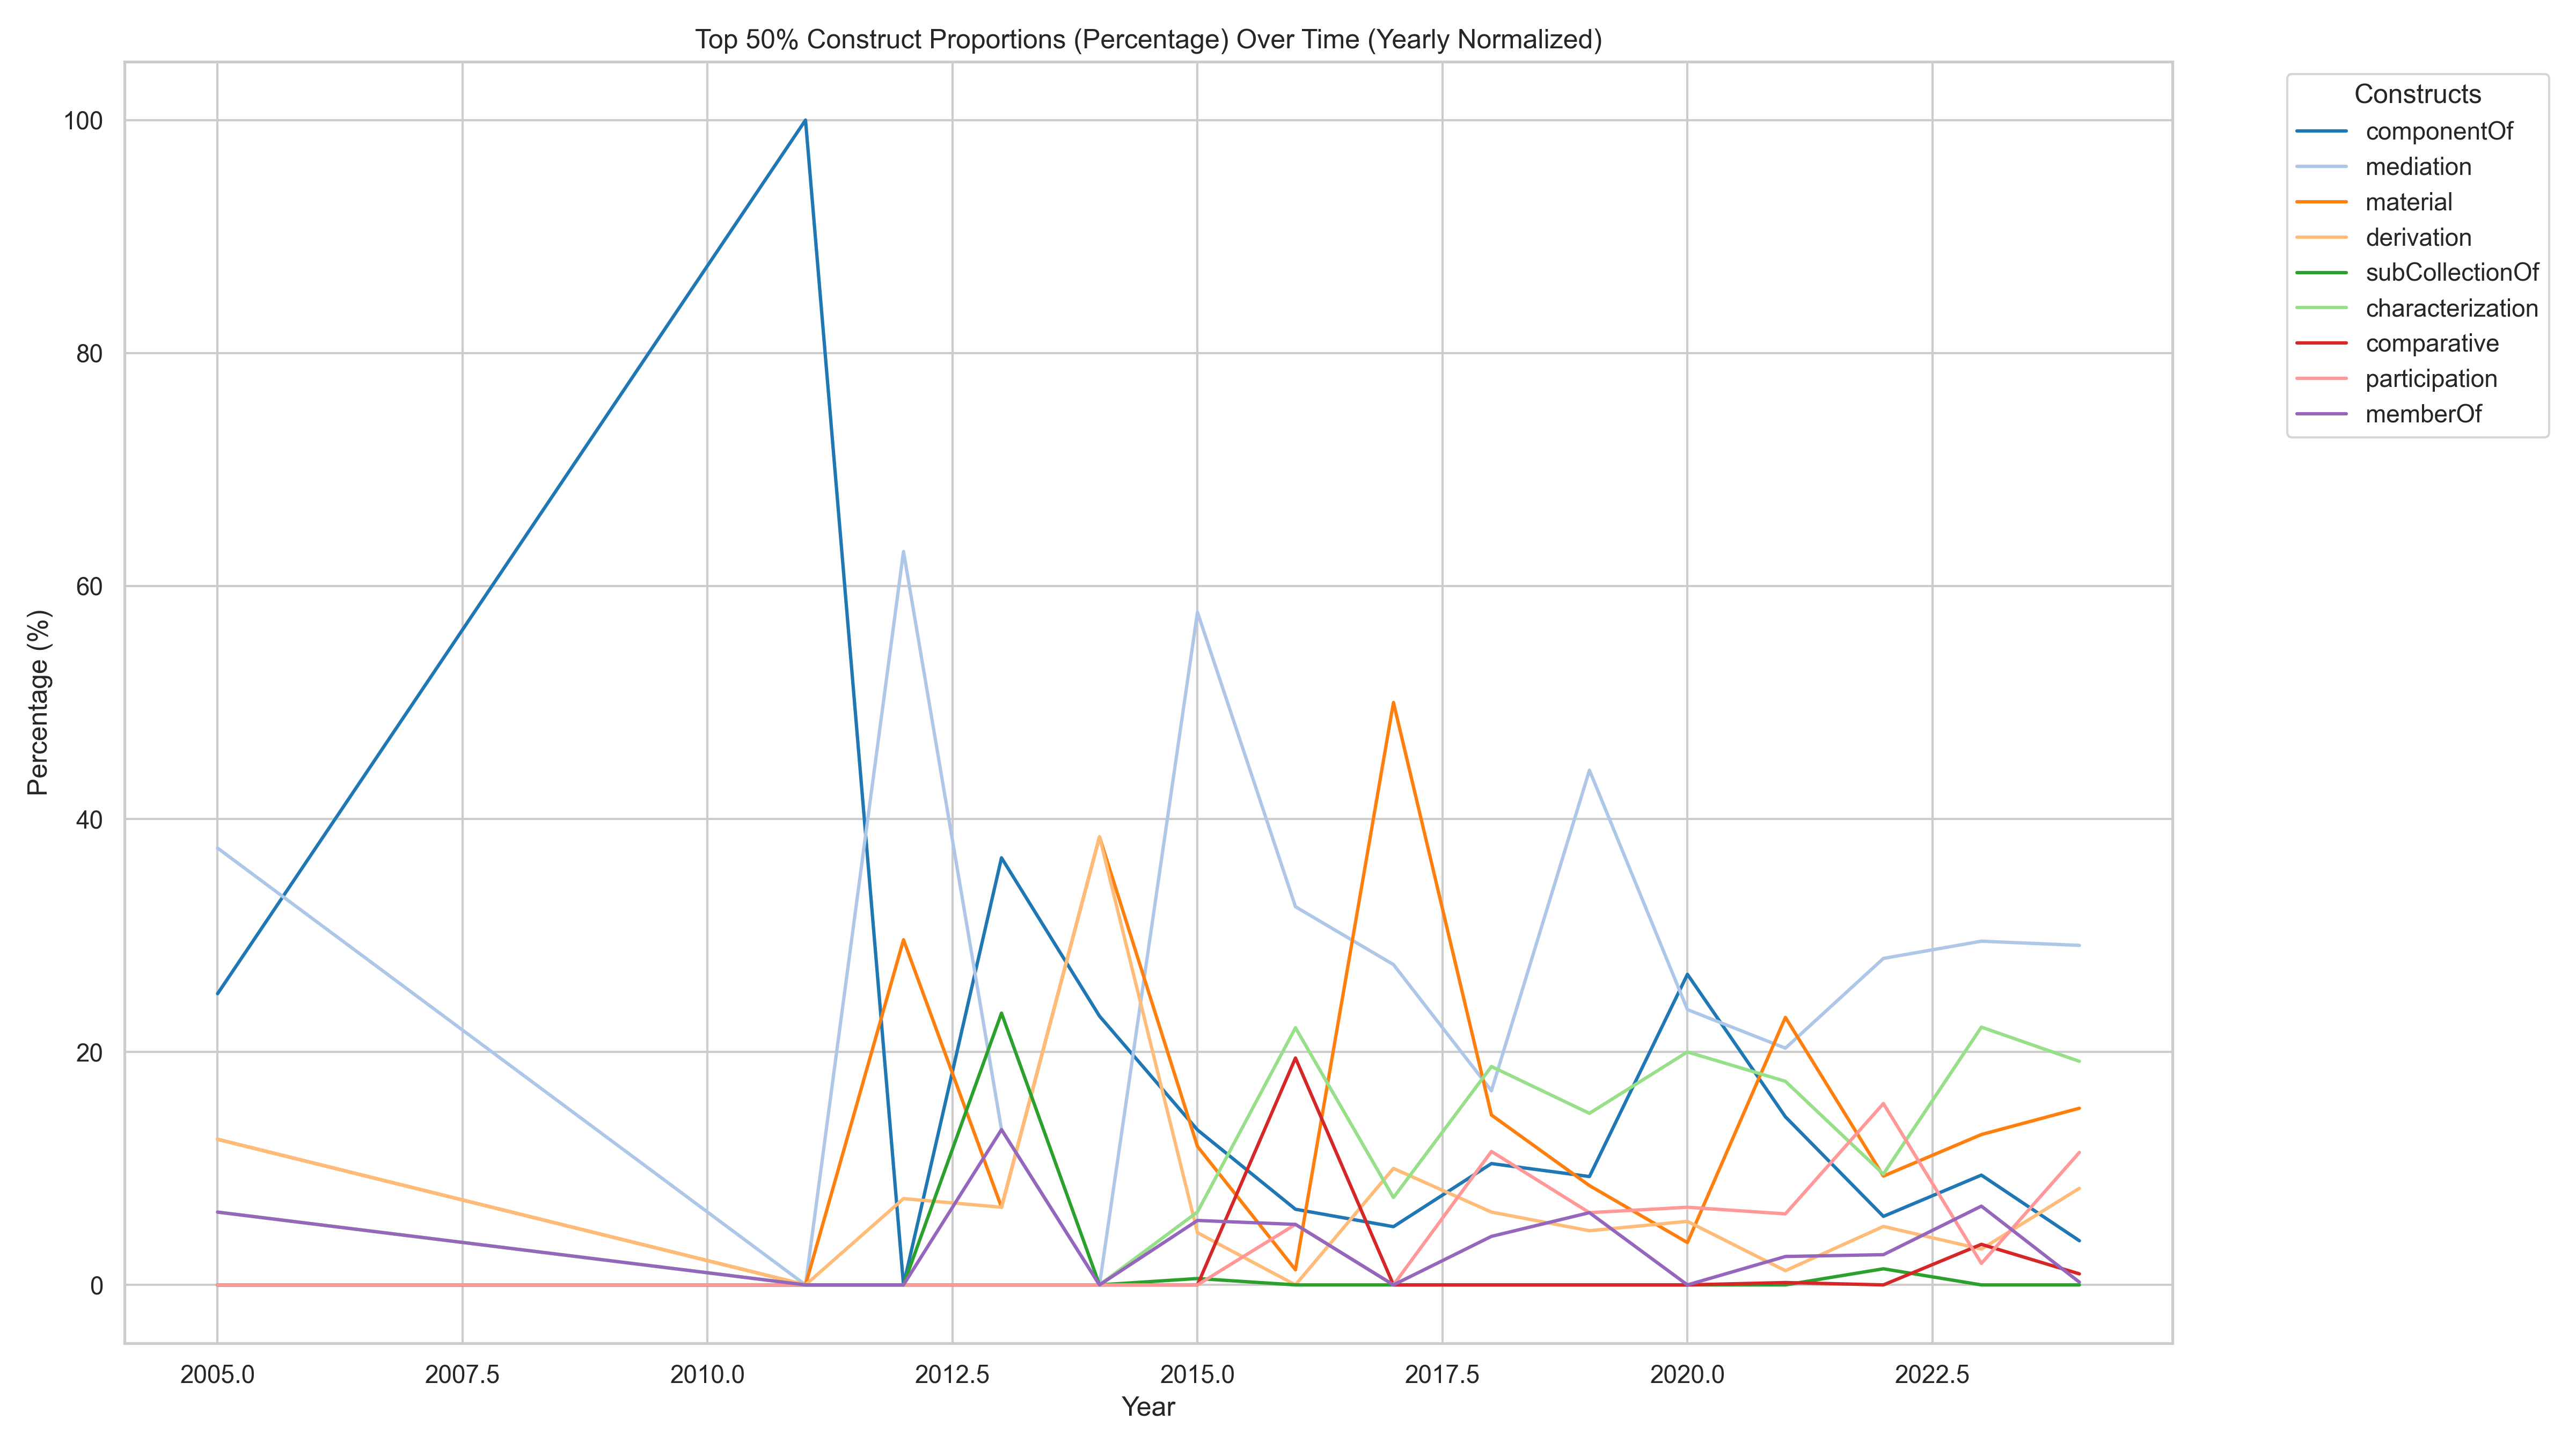 Top 50% Construct Proportions (Percentage) Over Time (Yearly Normalized)
Constructs
componentOf
mediation
material
derivation
subCollectionOf
characterization
comparative
participation
memberOf
Percentage (%)
100
80
60
40
20
0
2005.0 2007.5 2010.0 2012.5 2015.0 2017.5 2020.0 2022.5
Year